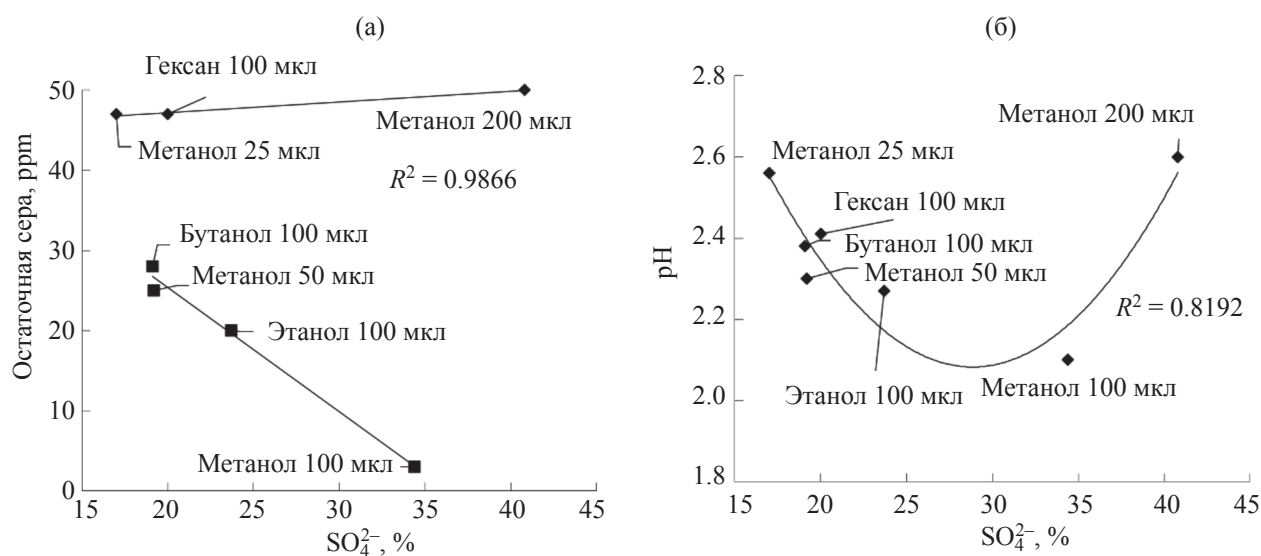 (а)
Остаточная сера, ppm
50
40
30
20
10
0
Гексан 100 мкл
Метанол 200 мкл
Метанол 25 мкл
R² = 0.9866
Бутанол 100 мкл
Метанол 50 мкл
Этанол 100 мкл
Метанол 100 мкл
15 20 25 30 35 40 45
SO₄²⁻, %
(б)
pH
2.8
2.6
2.4
2.2
2.0
1.8
Метанол 200 мкл
Метанол 25 мкл
Гексан 100 мкл
Бутанол 100 мкл
Метанол 50 мкл
R² = 0.8192
Этанол 100 мкл
Метанол 100 мкл
15 20 25 30 35 40 45
SO₄²⁻, %